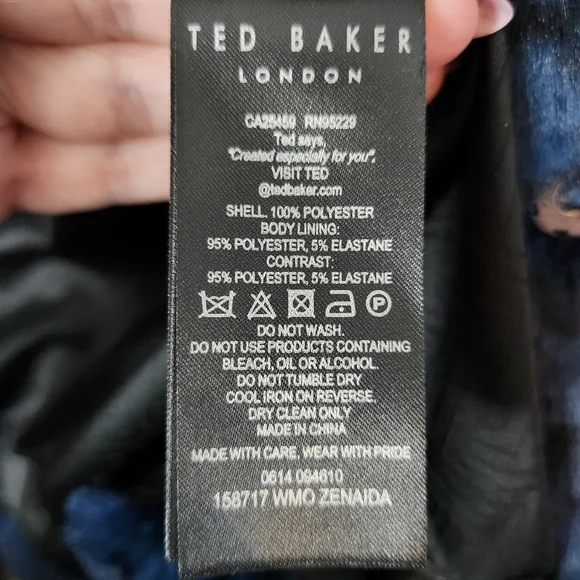 TED BAKER
LONDON
CA25459 RN95229
Ted says,
"Created especially for you".
VISIT TED
@tedbaker.com
SHELL. 100% POLYESTER
BODY LINING:
95% POLYESTER, 5% ELASTANE
CONTRAST:
95% POLYESTER, 5% ELASTANE
P
DO NOT WASH.
DO NOT USE PRODUCTS CONTAINING
BLEACH, OIL OR ALCOHOL.
DO NOT TUMBLE DRY
COOL IRON ON REVERSE.
DRY CLEAN ONLY
MADE IN CHINA
MADE WITH CARE, WEAR WITH PRIDE
0614 094610
158717 WMO ZENAIDA